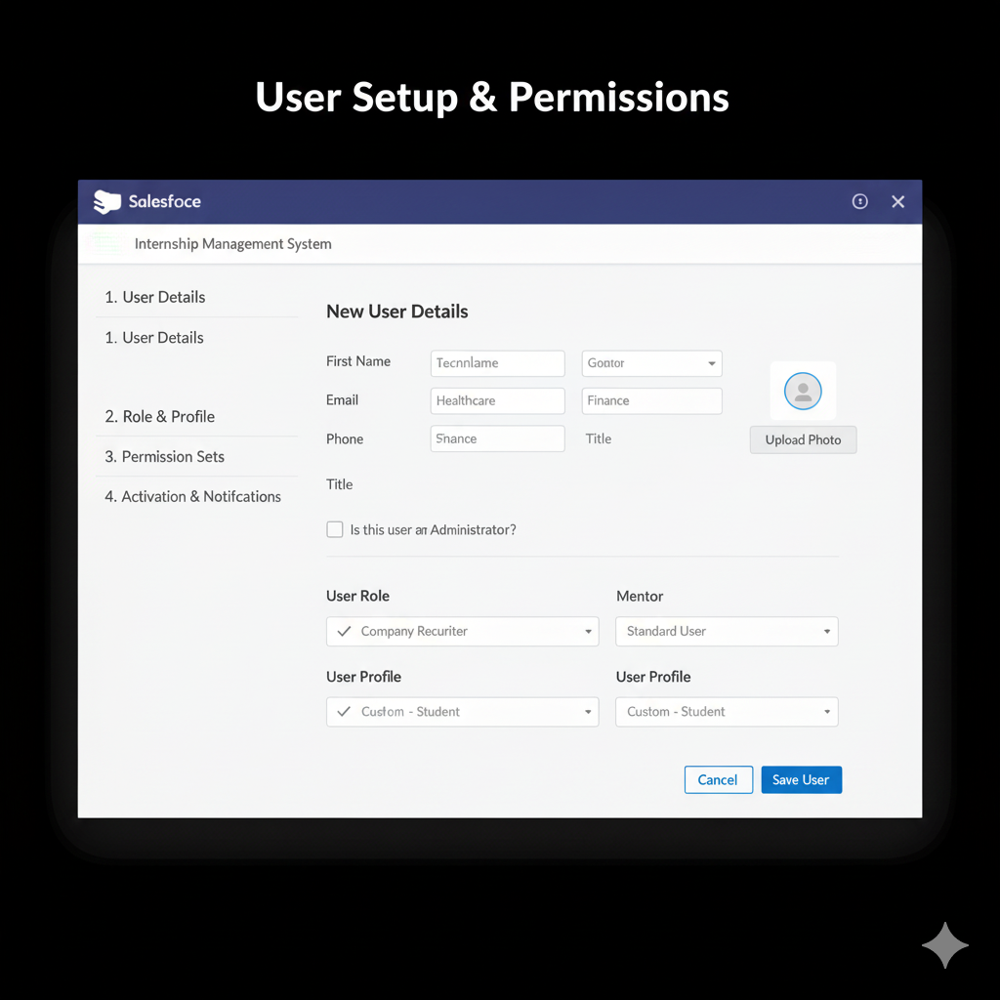 User Setup & Permissions
Salesfoce
Internship Management System
1. User Details
1. User Details
2. Role & Profile
3. Permission Sets
4. Activation & Notifcations
New User Details
First Name Tecnnlame Gontor
Email Healthcare Finance
Phone Snance Title
Upload Photo
Title
Is this user an Administrator?
User Role Mentor
Company Recuriter Standard User
User Profile User Profile
Custom - Student Custom - Student
Cancel Save User